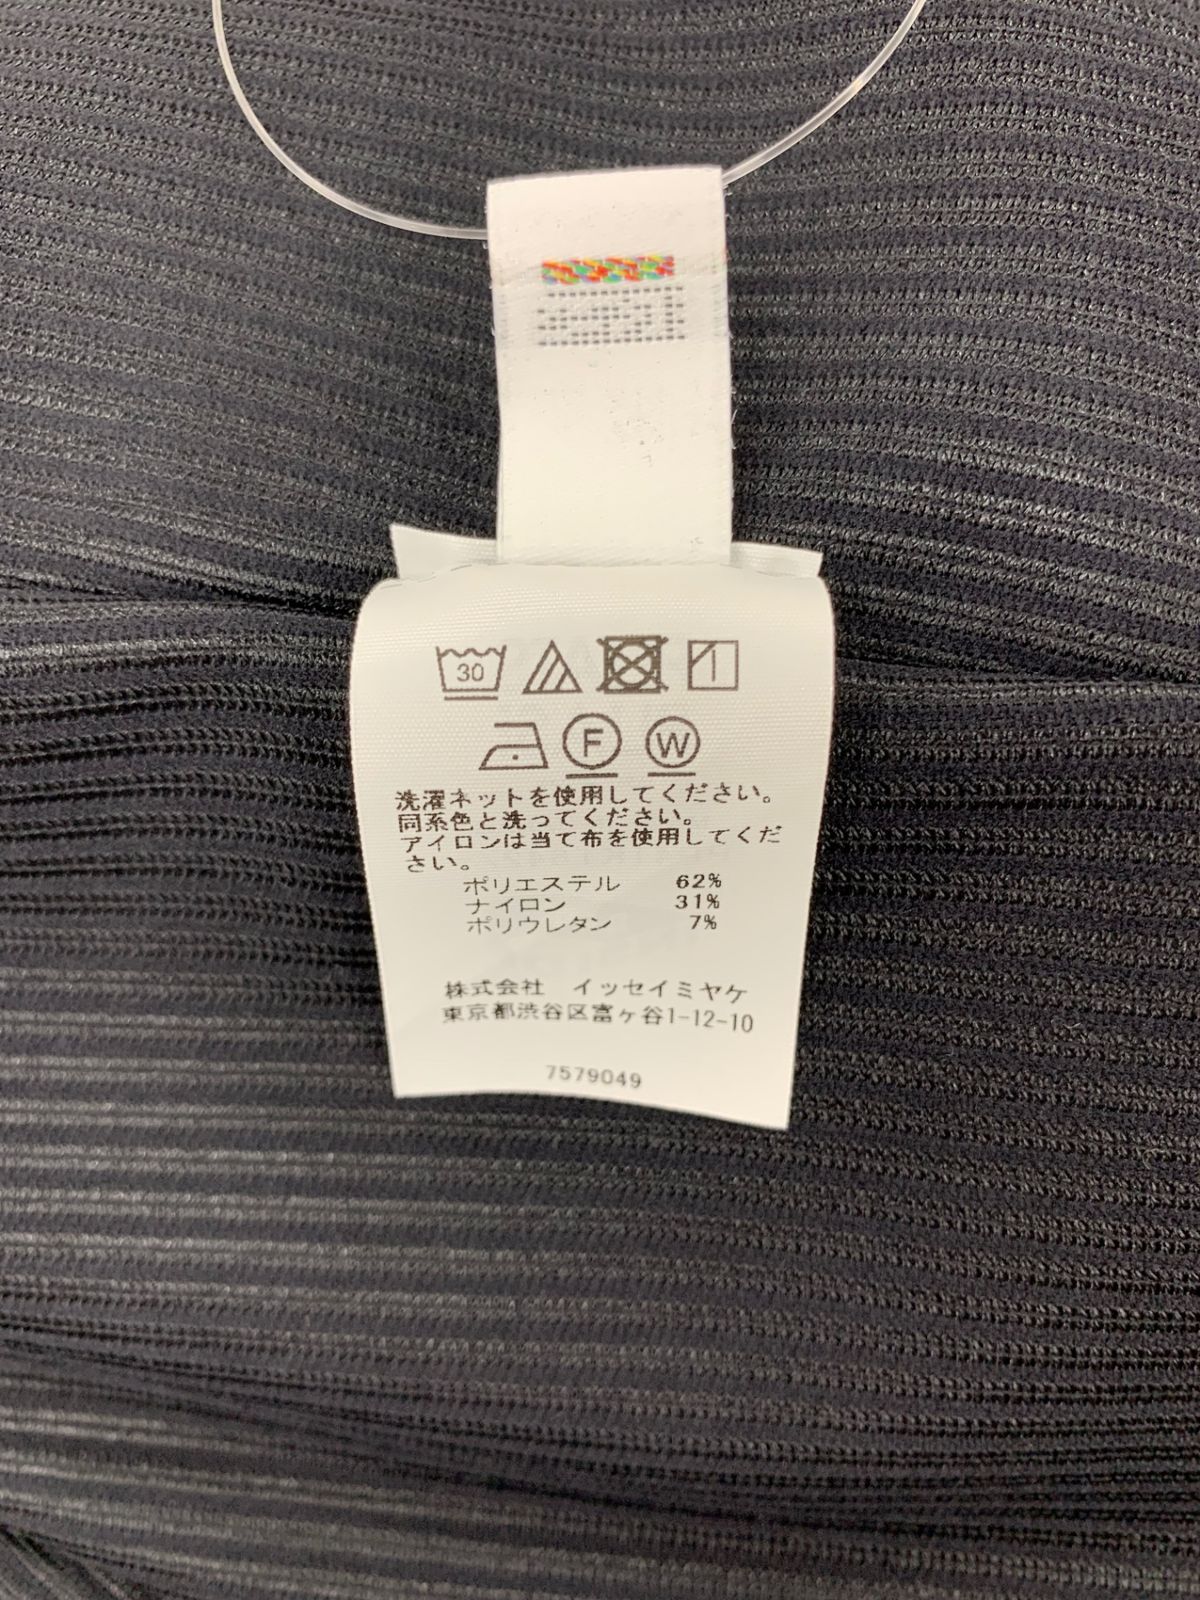 30
F W
洗濯ネットを使用してください。
同系色と洗ってください。
アイロンは当て布を使用してくだ
さい。
ポリエステル 62%
ナイロン 31%
ポリウレタン 7%
株式会社 イッセイミヤケ
東京都渋谷区富ヶ谷1-12-10
7579049